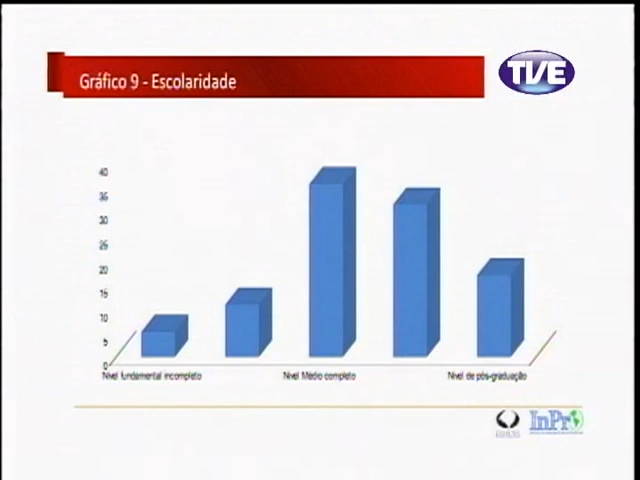 Gráfico 9 - Escolaridade
TVE
40
35
30
25
20
15
10
5
0
Nível fundamental incompleto
Nível Médio completo
Nível de pós-graduação
InPró